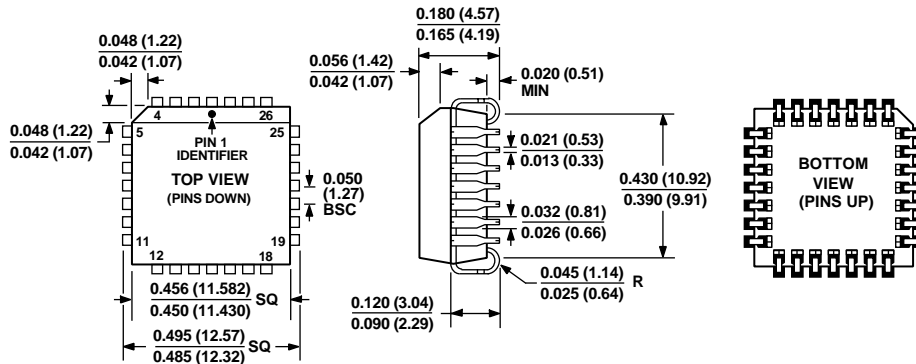 0.180 (4.57)
0.165 (4.19)
0.048 (1.22)
0.042 (1.07)
0.056 (1.42)
0.042 (1.07)
0.020 (0.51)
MIN
4
26
0.048 (1.22)
0.042 (1.07)
5
25
PIN 1
IDENTIFIER
TOP VIEW
(PINS DOWN)
0.050
(1.27)
BSC
11
19
12
18
0.021 (0.53)
0.013 (0.33)
0.032 (0.81)
0.026 (0.66)
0.430 (10.92)
0.390 (9.91)
BOTTOM
VIEW
(PINS UP)
0.456 (11.582) SQ
0.450 (11.430)
0.495 (12.57) SQ
0.485 (12.32)
0.120 (3.04)
0.090 (2.29)
0.045 (1.14) R
0.025 (0.64)